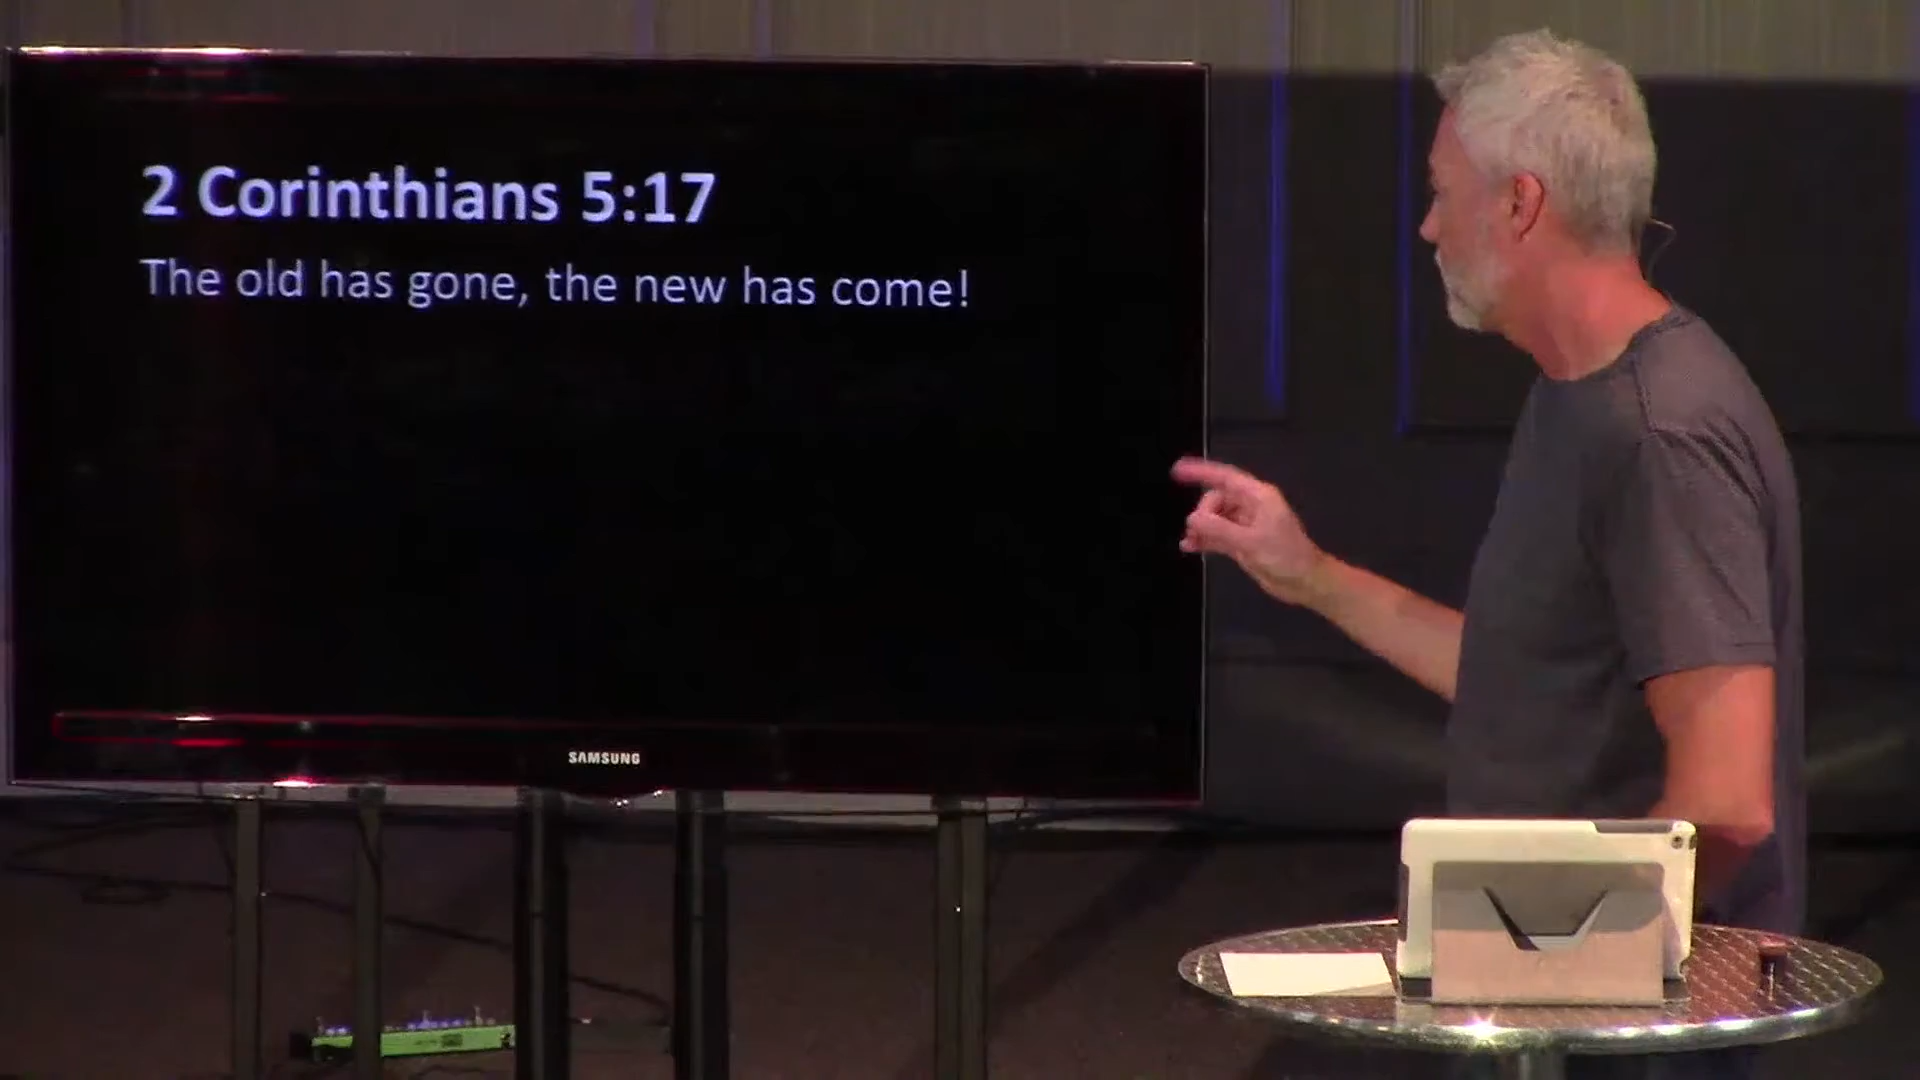 2 Corinthians 5:17
The old has gone, the new has come!
SAMSUNG